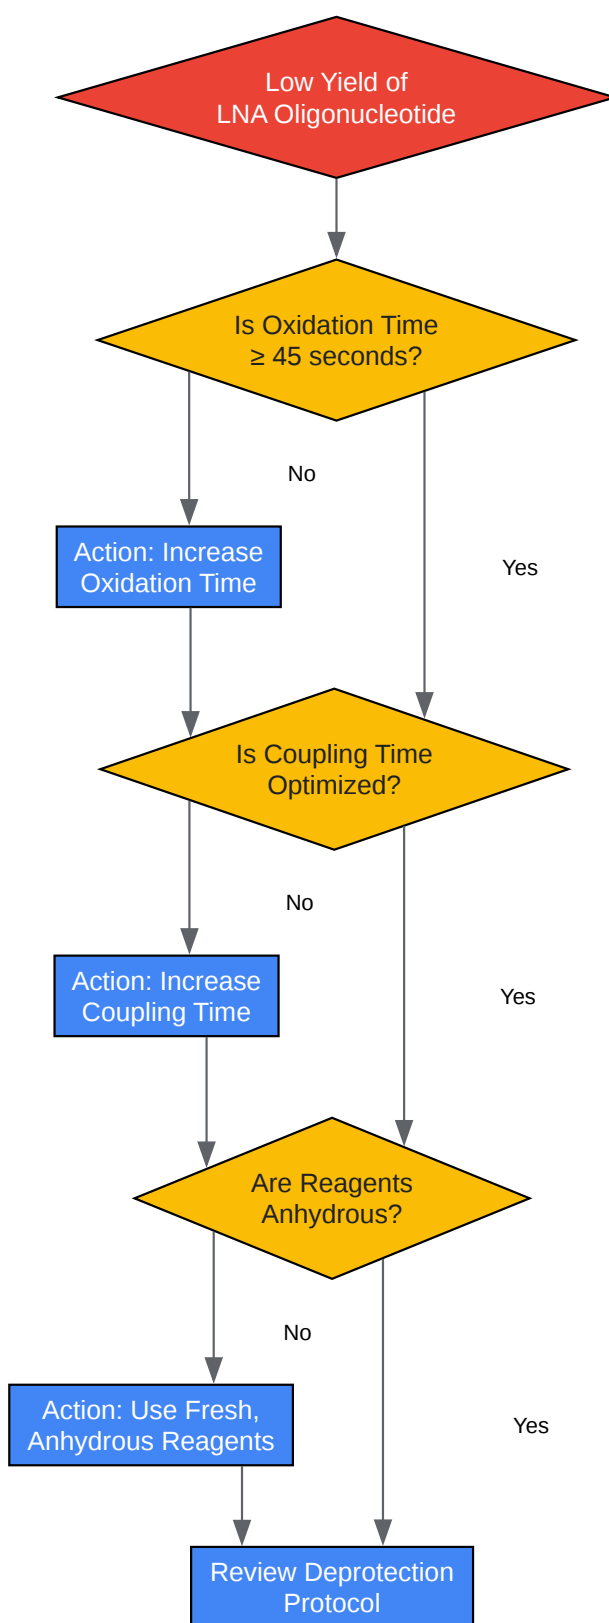 Low Yield of
LNA Oligonucleotide
Is Oxidation Time
≥ 45 seconds?
No
Action: Increase
Oxidation Time
Yes
Is Coupling Time
Optimized?
No
Action: Increase
Coupling Time
Yes
Are Reagents
Anhydrous?
No
Action: Use Fresh,
Anhydrous Reagents
Yes
Review Deprotection
Protocol